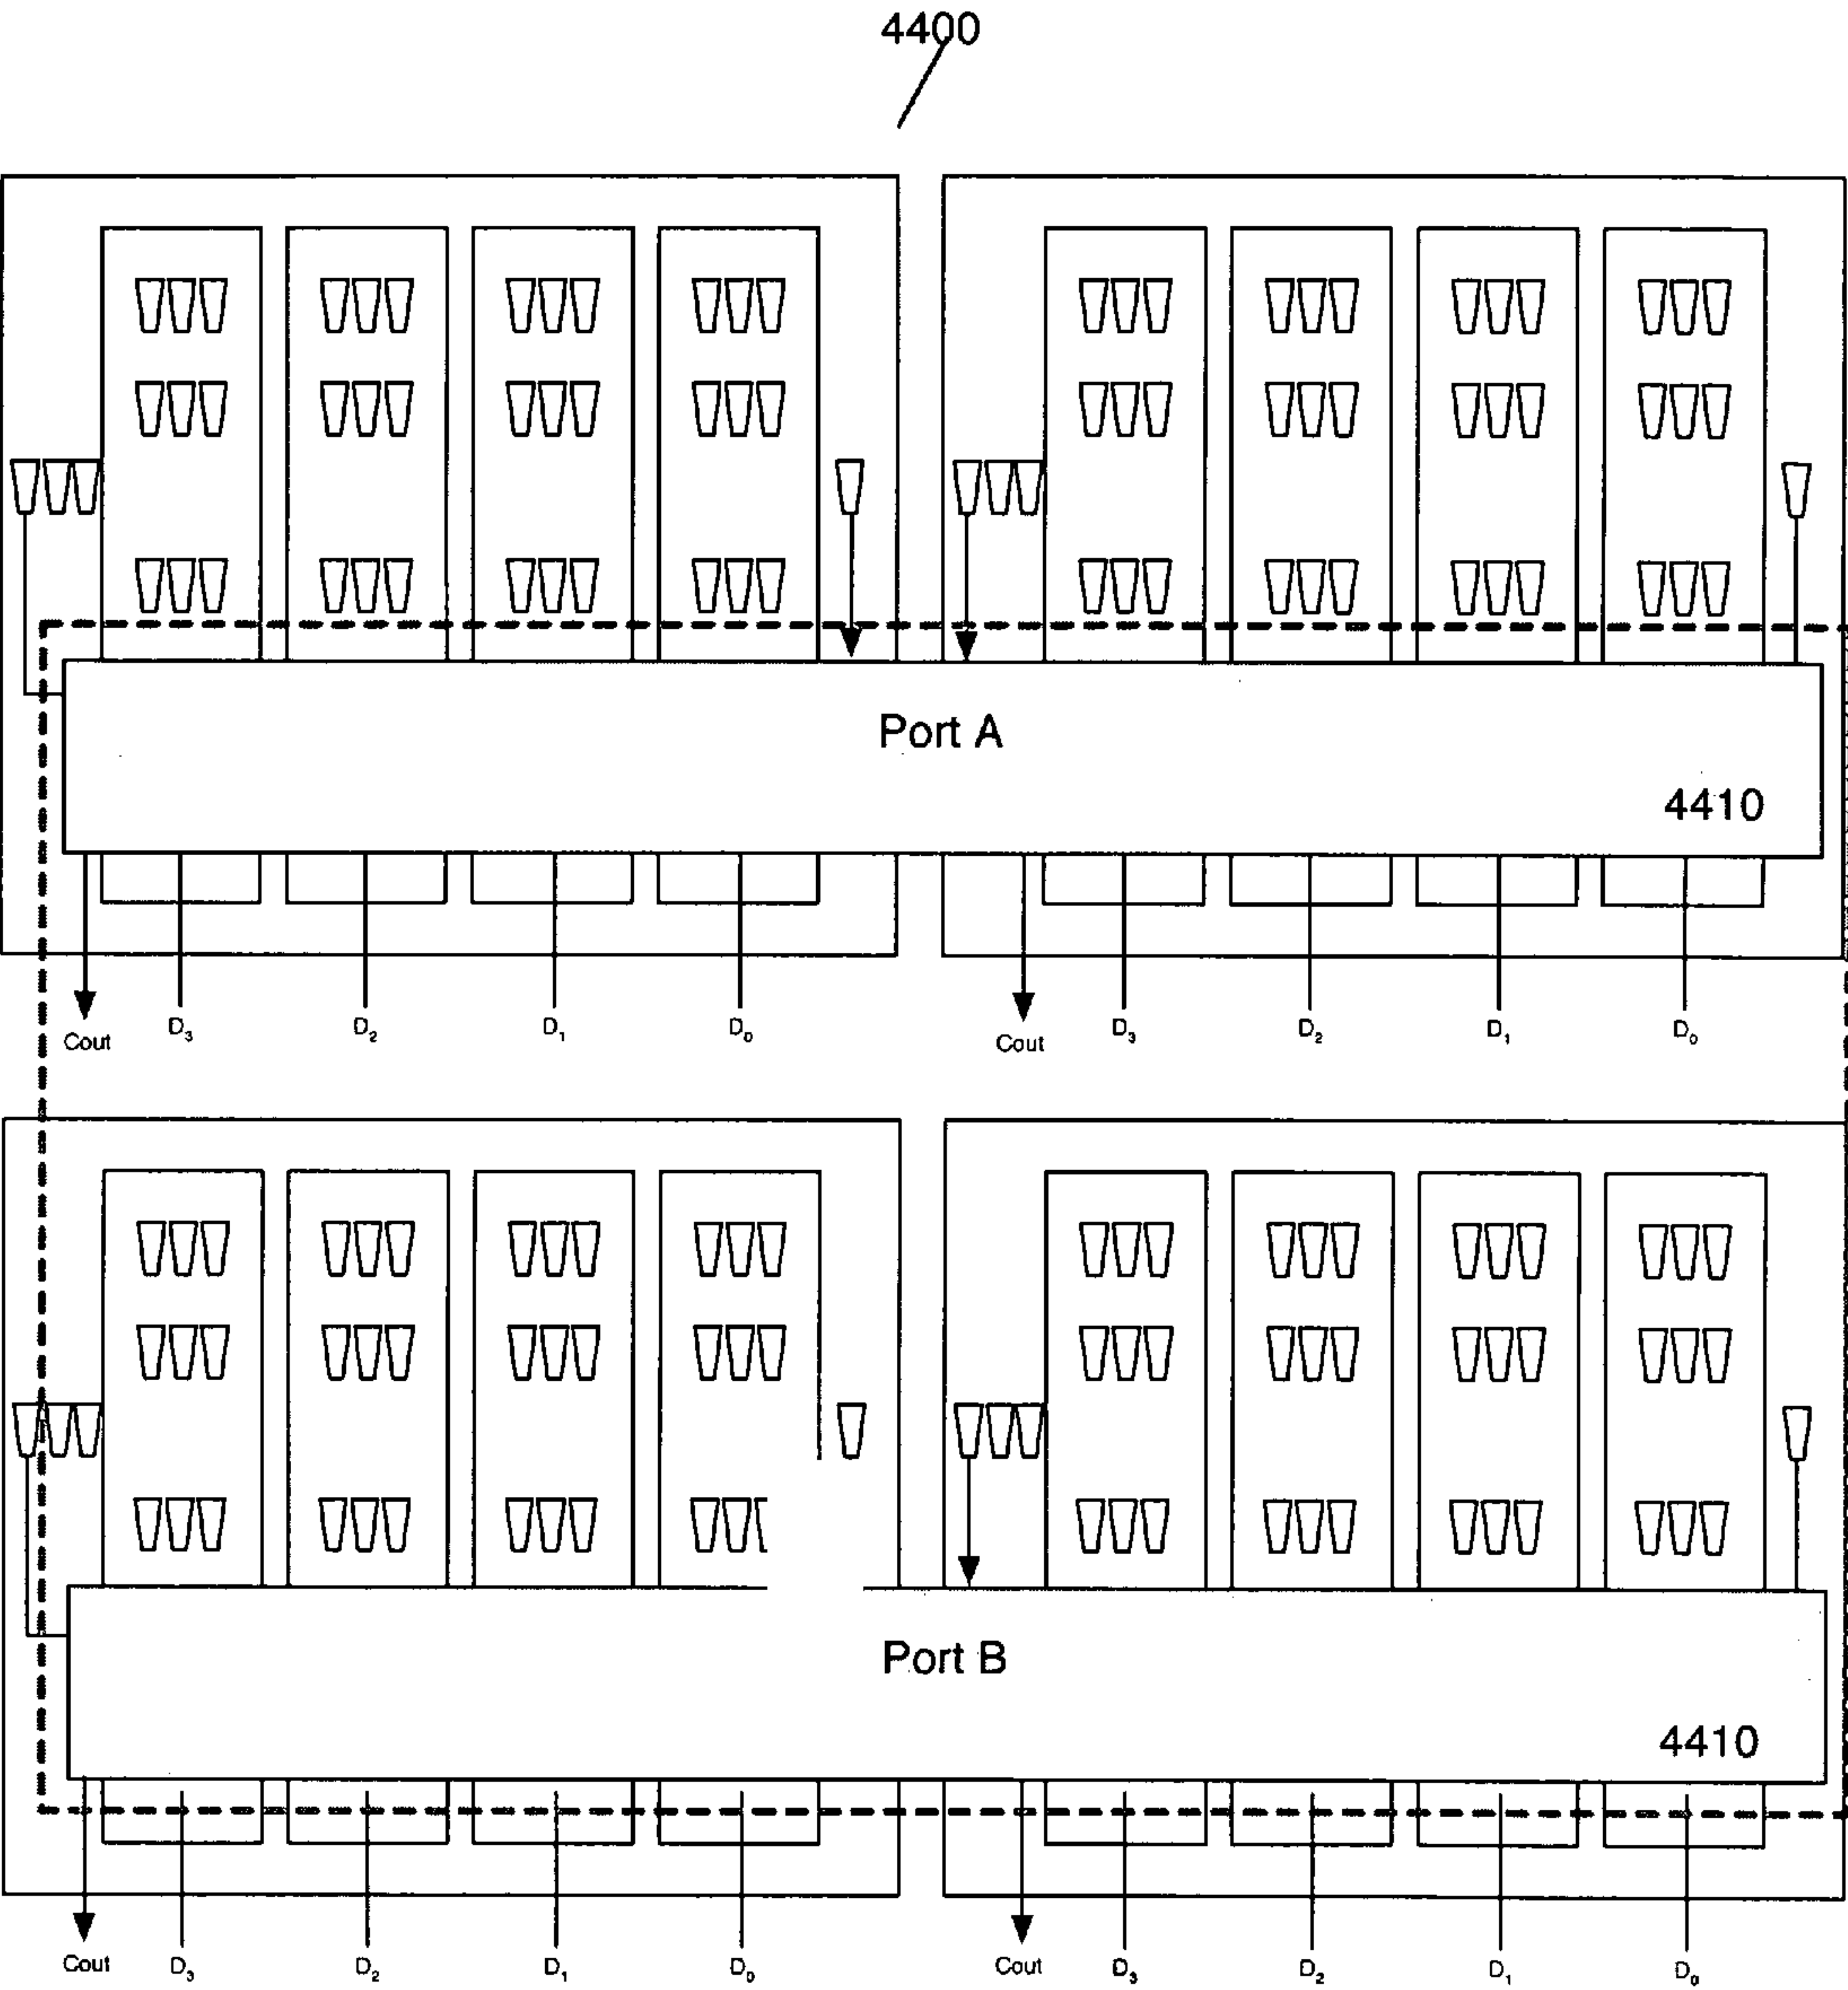 4400
Port A
4410
Cout D₃ D₂ D₁ D₀ Cout D₃ D₂ D₁ D₀
Port B
4410
Cout D₃ D₂ D₁ D₀ Cout D₃ D₂ D₁ D₀